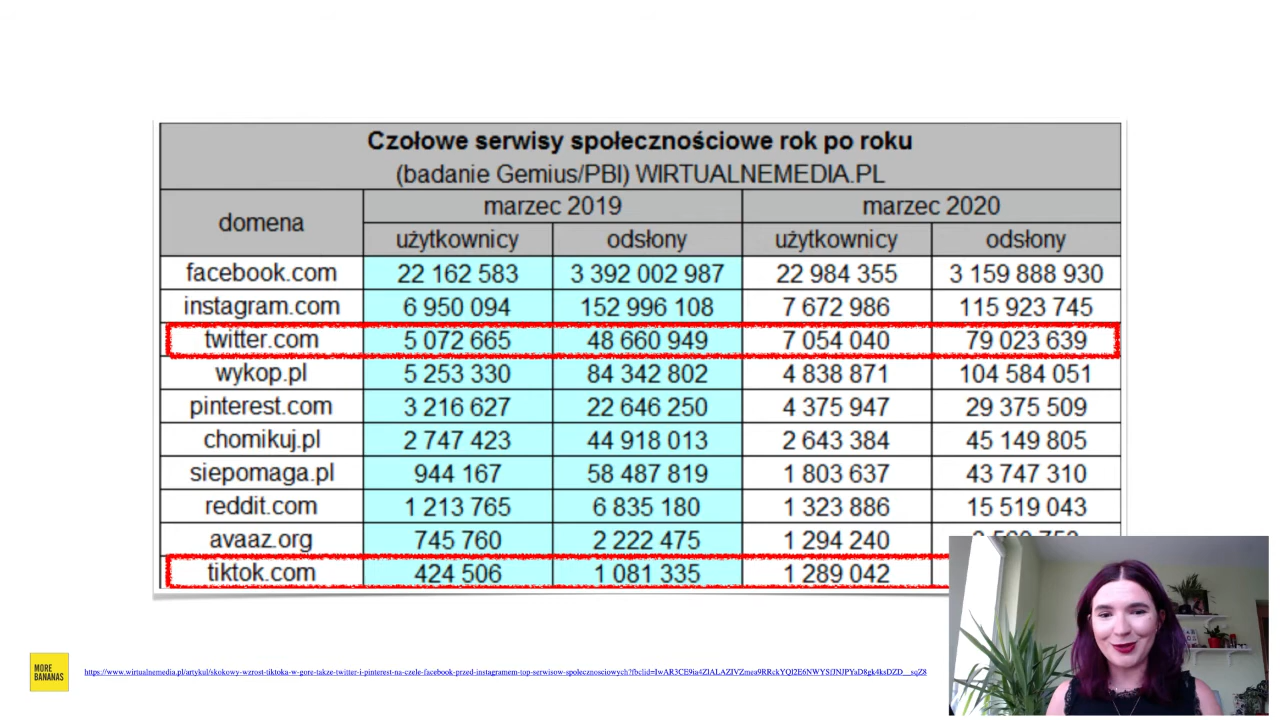 Czołowe serwisy społecznościowe rok po roku
(badanie Gemius/PBI) WIRTUALNEMEDIA.PL
domena marzec 2019 marzec 2020
użytkownicy odsłony użytkownicy odsłony
facebook.com 22 162 583 3 392 002 987 22 984 355 3 159 888 930
instagram.com 6 950 094 152 996 108 7 672 986 115 923 745
twitter.com 5 072 665 48 660 949 7 054 040 79 023 639
wykop.pl 5 253 330 84 342 802 4 838 871 104 584 051
pinterest.com 3 216 627 22 646 250 4 375 947 29 375 509
chomikuj.pl 2 747 423 44 918 013 2 643 384 45 149 805
siepomaga.pl 944 167 58 487 819 1 803 637 43 747 310
reddit.com 1 213 765 6 835 180 1 323 886 15 519 043
avaaz.org 745 760 2 222 475 1 294 240
tiktok.com 424 506 1 081 335 1 289 042
MORE
BANANAS